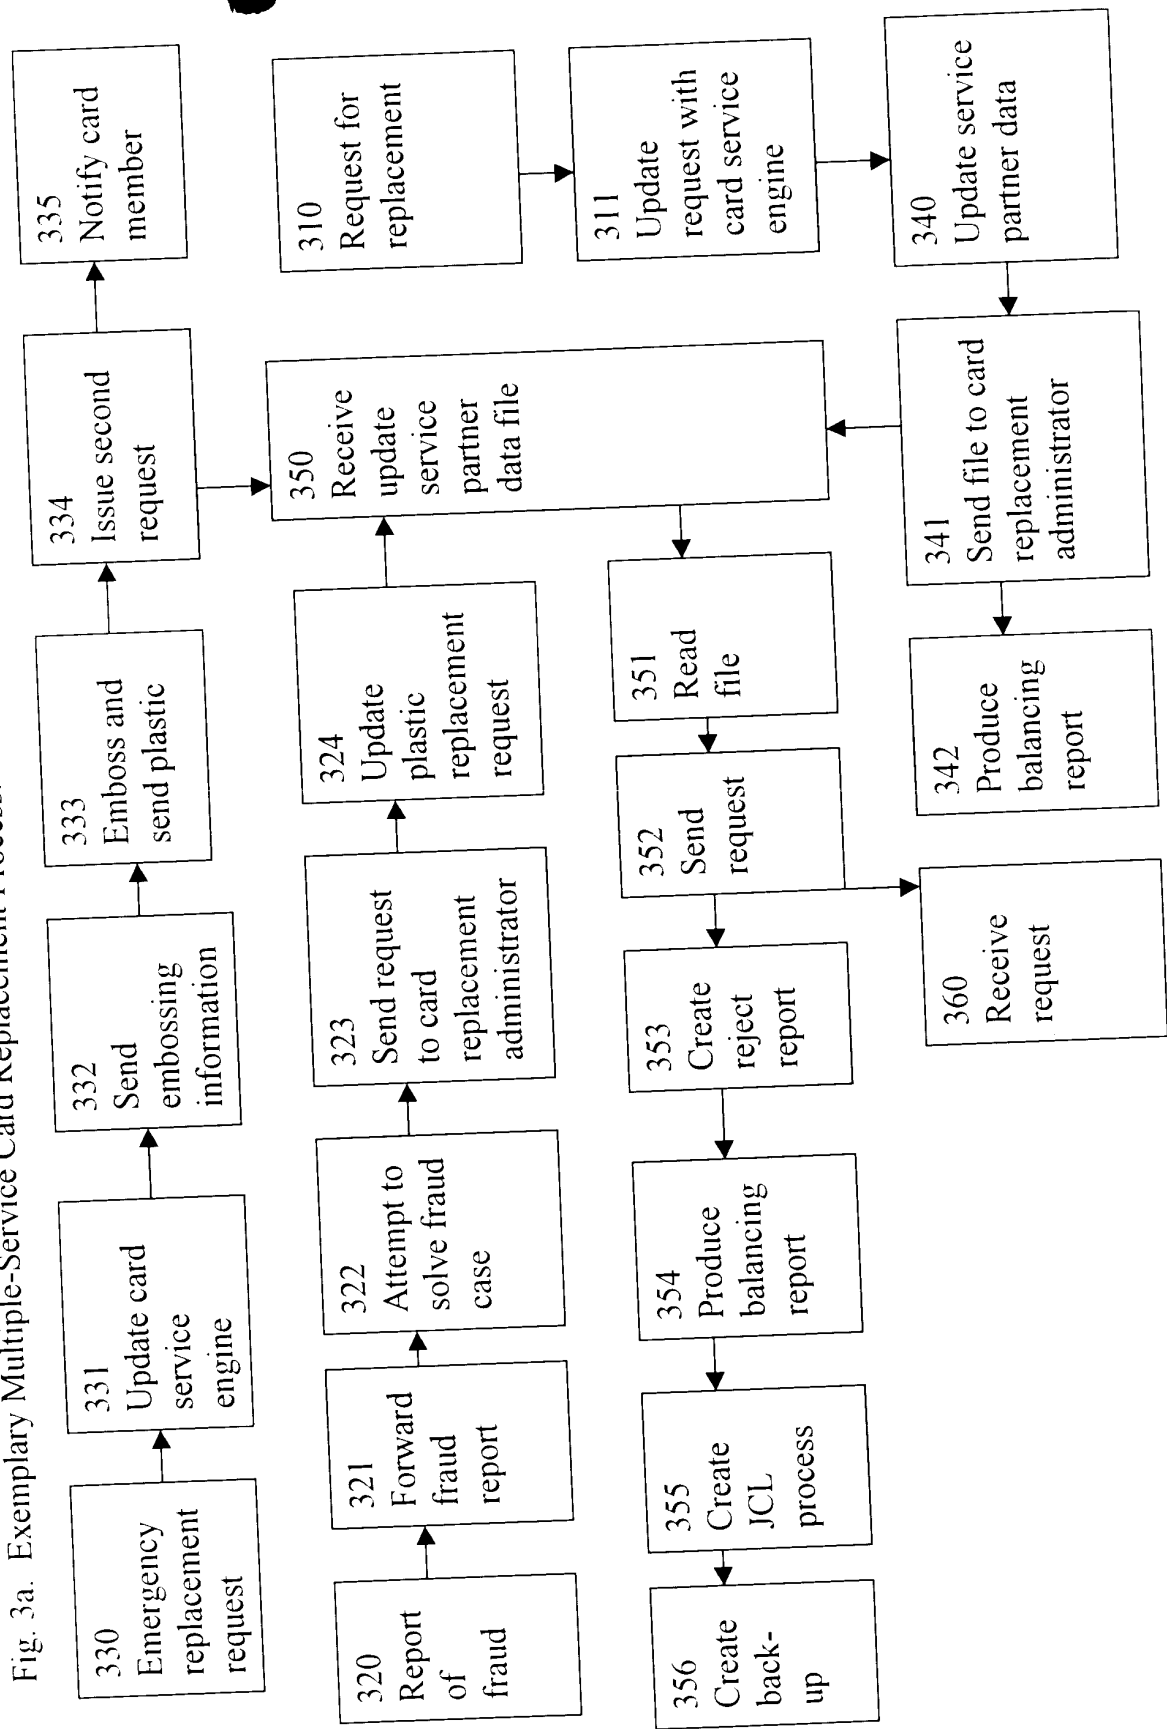 Fig. 3a. Exemplary Multiple-Service Card Replacement Process.
330
Emergency
replacement
request
331
Update card
service
engine
332
Send
embossing
information
333
Emboss and
send plastic
334
Issue second
request
335
Notify card
member
320
Report
of
fraud
321
Forward
fraud
report
322
Attempt to
solve fraud
case
323
Send request
to card
replacement
administrator
324
Update
plastic
replacement
request
350
Receive
update
service
partner
data file
310
Request for
replacement
311
Update
request with
card service
engine
340
Update service
partner data
341
Send file to card
replacement
administrator
342
Produce
balancing
report
351
Read
file
352
Send
request
353
Create
reject
report
354
Produce
balancing
report
355
Create
JCL
process
356
Create
back-
up
360
Receive
request